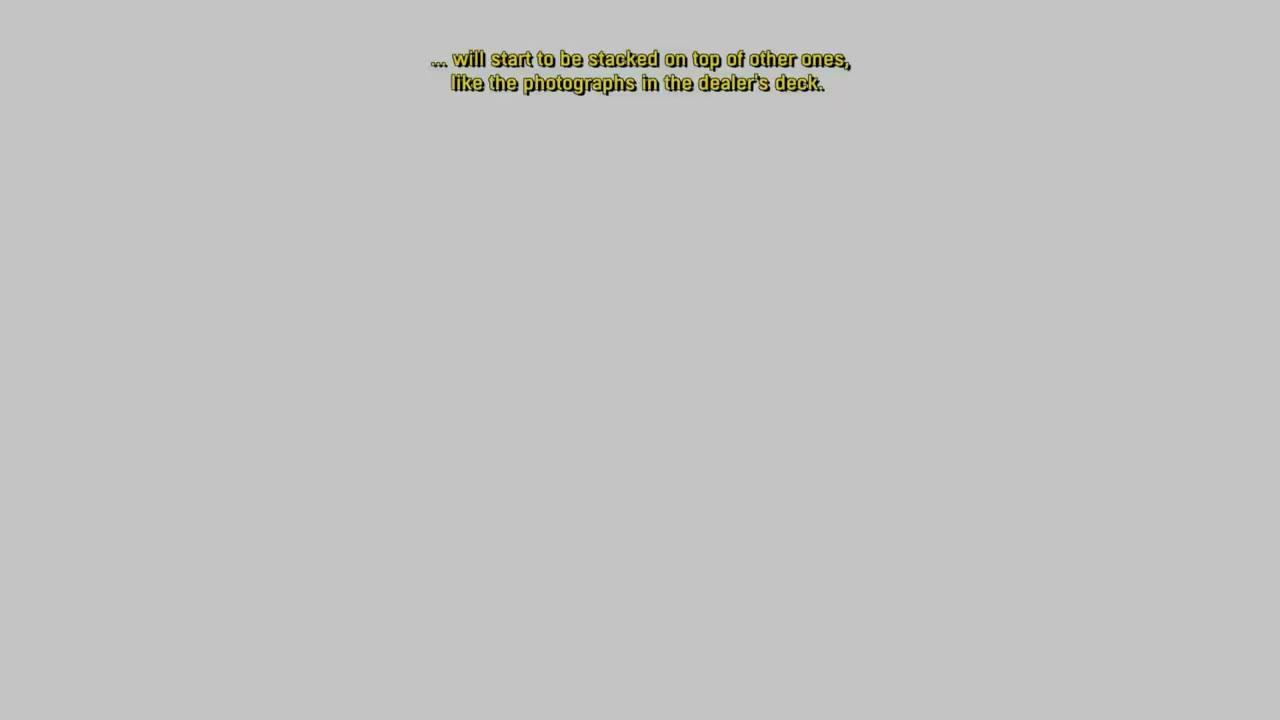 ... will start to be stacked on top of other ones,
like the photographs in the dealer's deck.